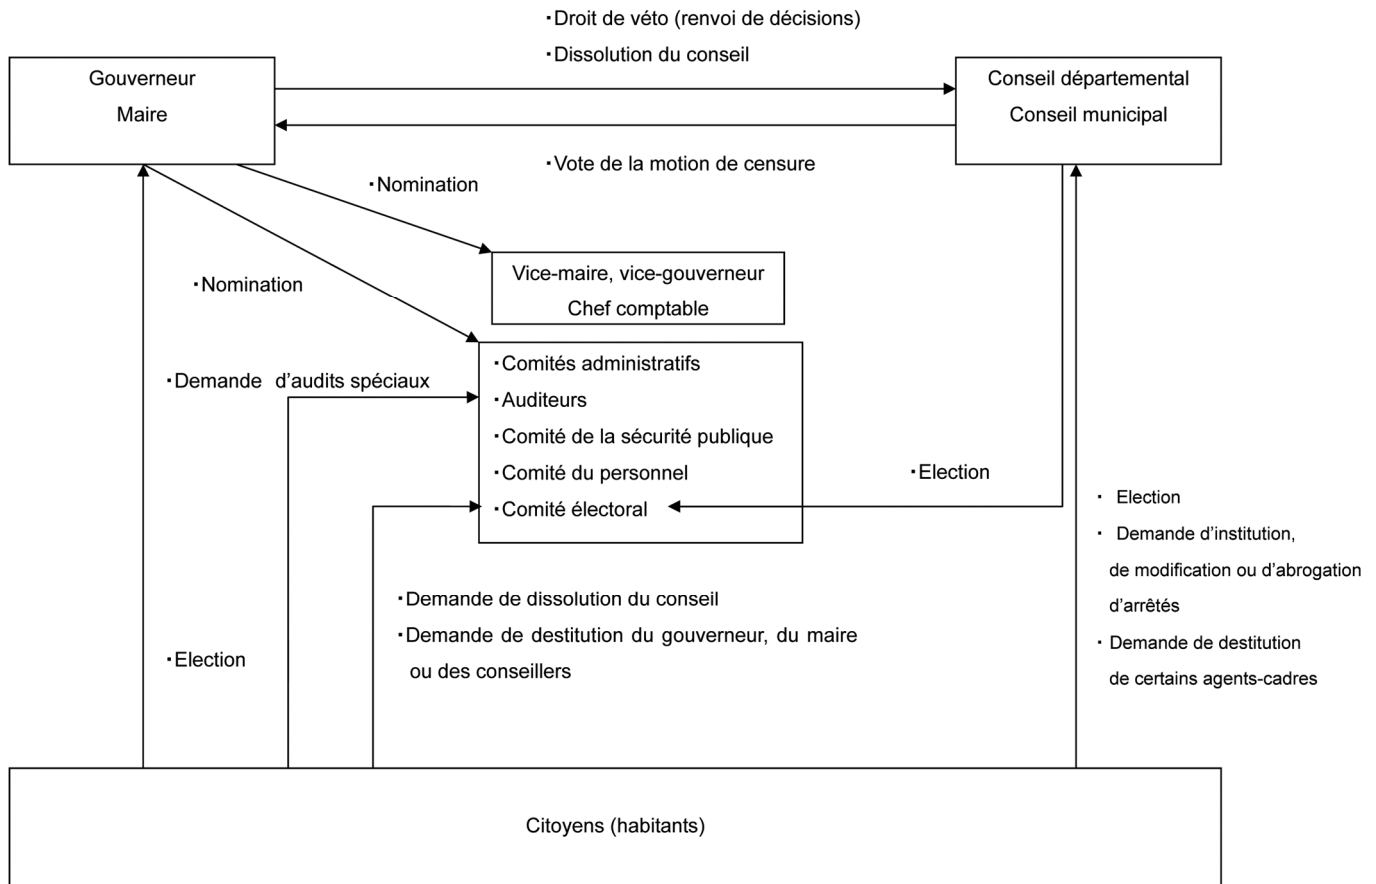 ・Droit de véto (renvoi de décisions)
・Dissolution du conseil
Gouverneur
Maire
Conseil départemental
Conseil municipal
・Vote de la motion de censure
・Nomination
Vice-maire, vice-gouverneur
Chef comptable
・Nomination
・Demande d’audits spéciaux
・Comités administratifs
・Auditeurs
・Comité de la sécurité publique
・Comité du personnel
・Comité électoral
・Election
・ Election
・ Demande d’institution,
de modification ou d’abrogation
d’arrêtés
・ Demande de destitution
de certains agents-cadres
・Demande de dissolution du conseil
・Demande de destitution du gouverneur, du maire
ou des conseillers
・Election
Citoyens (habitants)